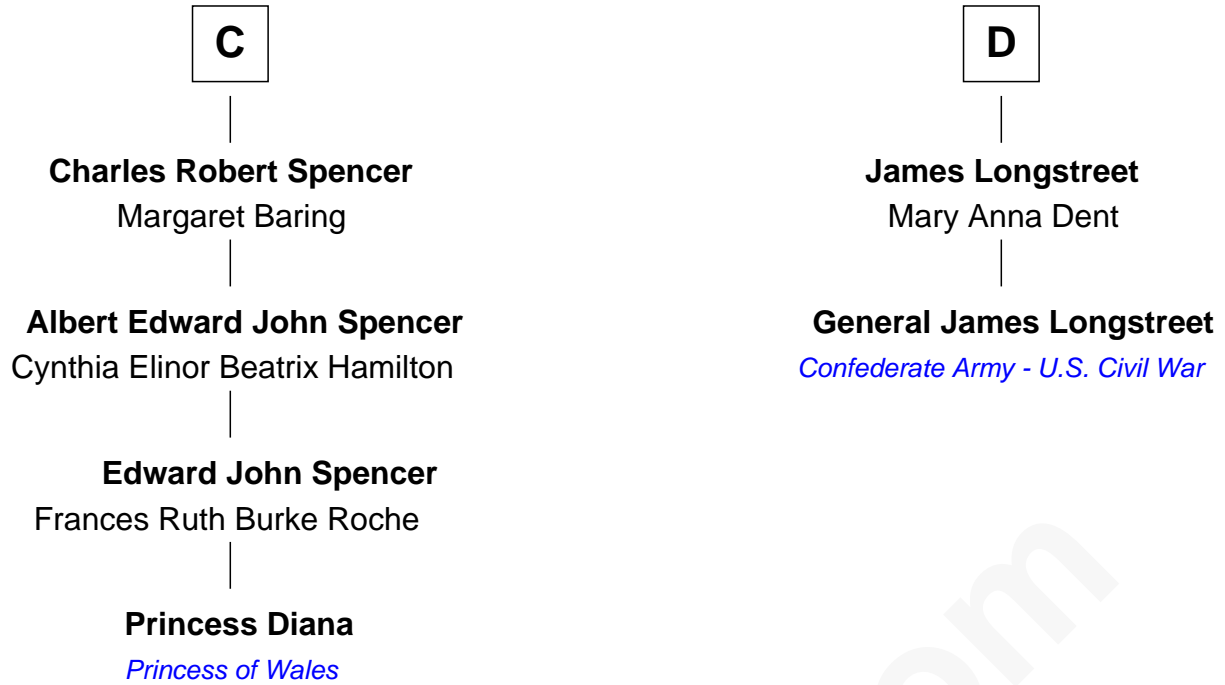 C
Charles Robert Spencer
Margaret Baring
Albert Edward John Spencer
Cynthia Elinor Beatrix Hamilton
Edward John Spencer
Frances Ruth Burke Roche
Princess Diana
Princess of Wales
D
James Longstreet
Mary Anna Dent
General James Longstreet
Confederate Army - U.S. Civil War
om